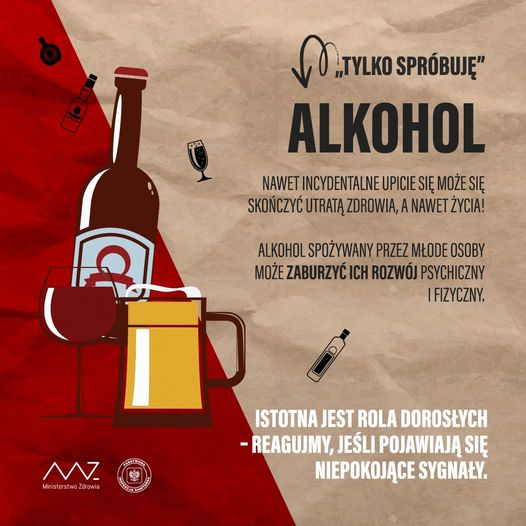 „TYLKO SPRÓBUJĘ”
ALKOHOL
NAWET INCYDENTALNE UPICIE SIĘ MOŻE SIĘ
SKOŃCZYĆ UTRATĄ ZDROWIA, A NAWET ŻYCIA!
ALKOHOL SPOŻYWANY PRZEZ MŁODE OSOBY
MOŻE ZABURZYĆ ICH ROZWÓJ PSYCHICZNY
I FIZYCZNY.
ISTOTNA JEST ROLA DOROSŁYCH
– REAGUJMY, JEŚLI POJAWIAJĄ SIĘ
NIEPOKOJĄCE SYGNAŁY.
Ministerstwo Zdrowia